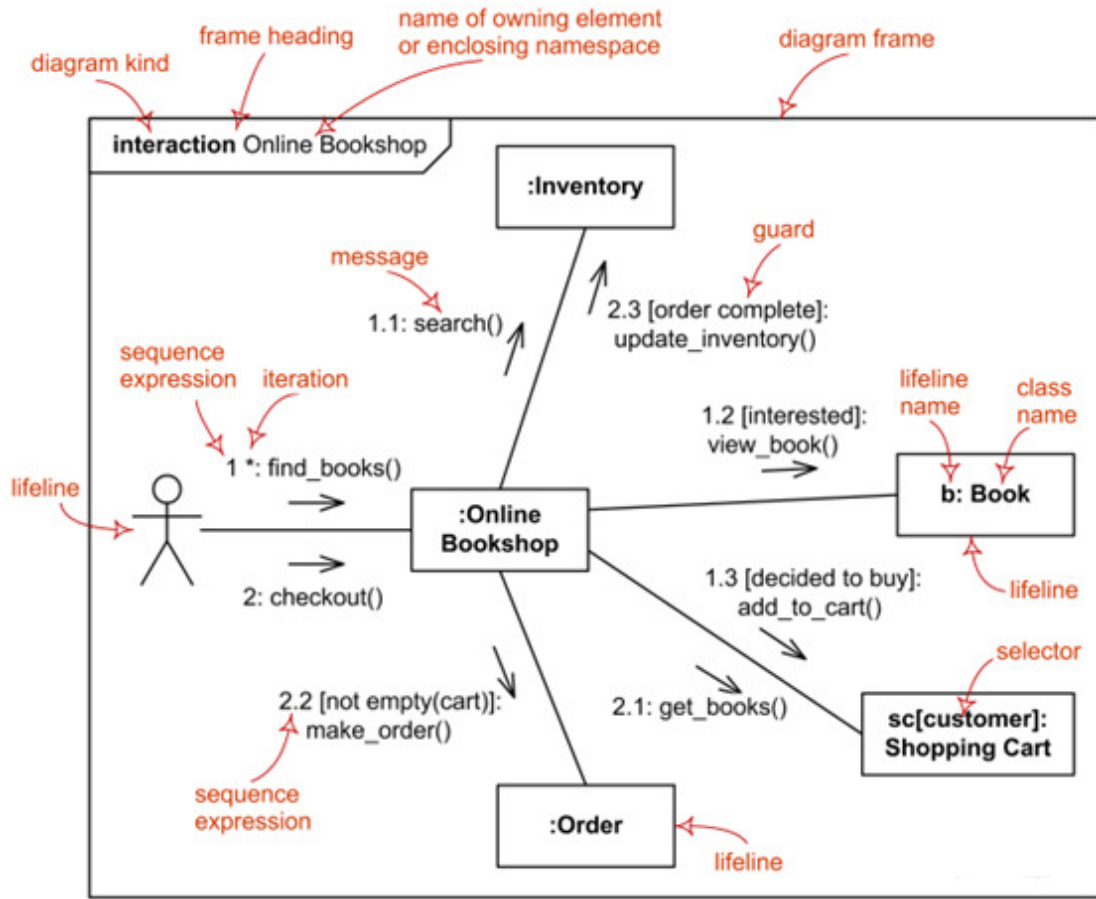 name of owning element
or enclosing namespace
frame heading
diagram frame
diagram kind
interaction Online Bookshop
:Inventory
guard
message
2.3 [order complete]:
update_inventory()
1.1: search()
sequence
expression
iteration
lifeline
name
class
name
1.2 [interested]:
view_book()
1 *: find_books()
lifeline
b: Book
:Online
Bookshop
1.3 [decided to buy]:
add_to_cart()
lifeline
2: checkout()
selector
2.2 [not empty(cart)]:
make_order()
2.1: get_books()
sc[customer]:
Shopping Cart
sequence
expression
:Order
lifeline